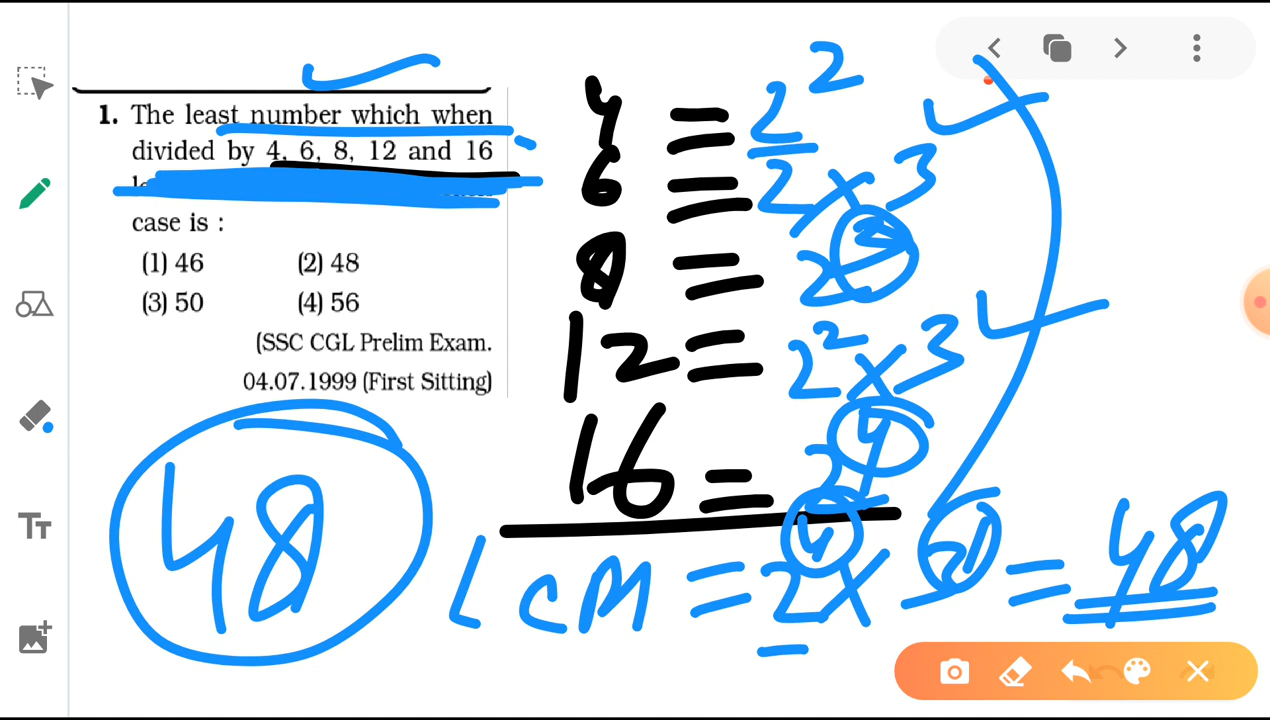 1. The least number which when
divided by 4, 6, 8, 12 and 16
case is :
(1) 46 (2) 48
(3) 50 (4) 56
(SSC CGL Prelim Exam.
04.07.1999 (First Sitting)
48
4 = 2²
6 = 2 × 3
8 = 2
12 = 2² × 3
16 = 2⁴
LCM = 2⁴ × = 48
Tт